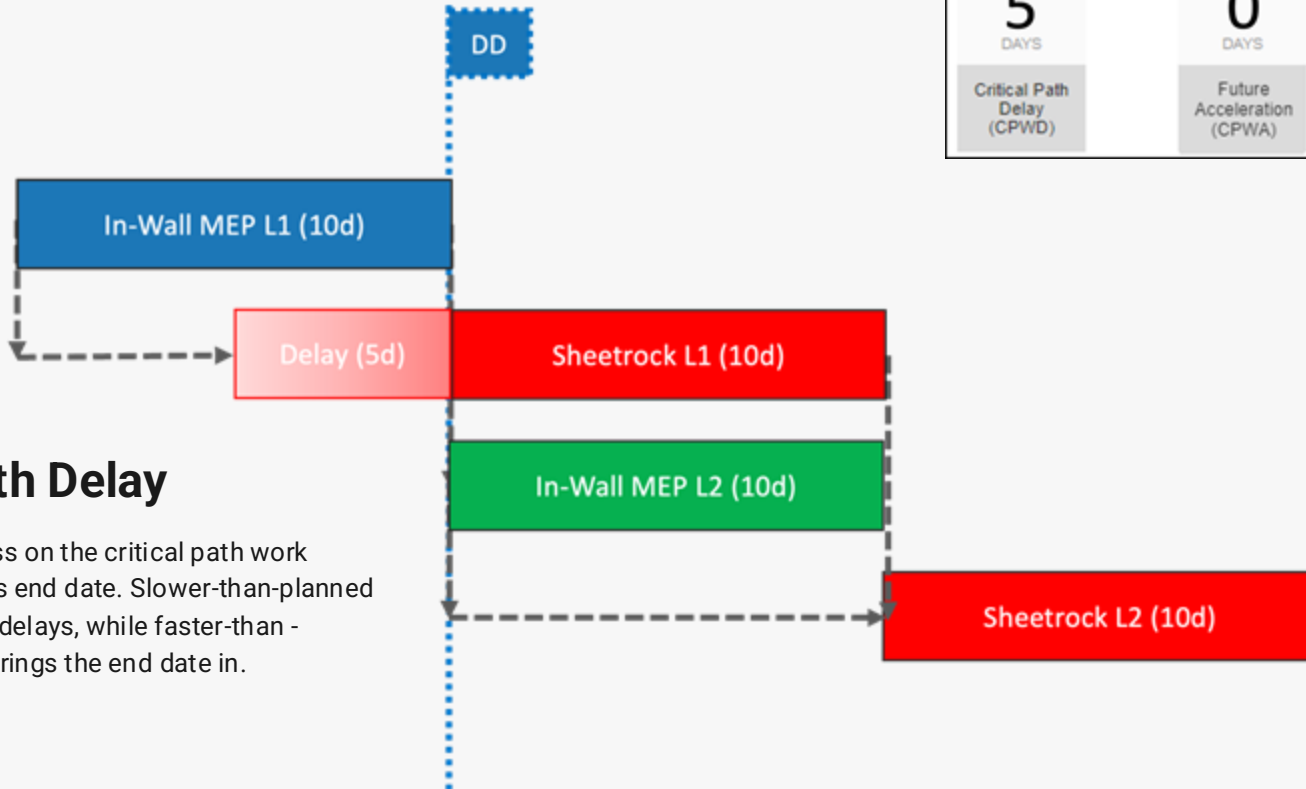 DD
5
0
DAYS
DAYS
Critical Path
Delay
(CPWD)
Future
Acceleration
(CPWA)
In-Wall MEP L1 (10d)
Delay (5d)
Sheetrock L1 (10d)
In-Wall MEP L2 (10d)
Sheetrock L2 (10d)
th Delay
ss on the critical path work
s end date. Slower-than-planned
delays, while faster-than -
rings the end date in.